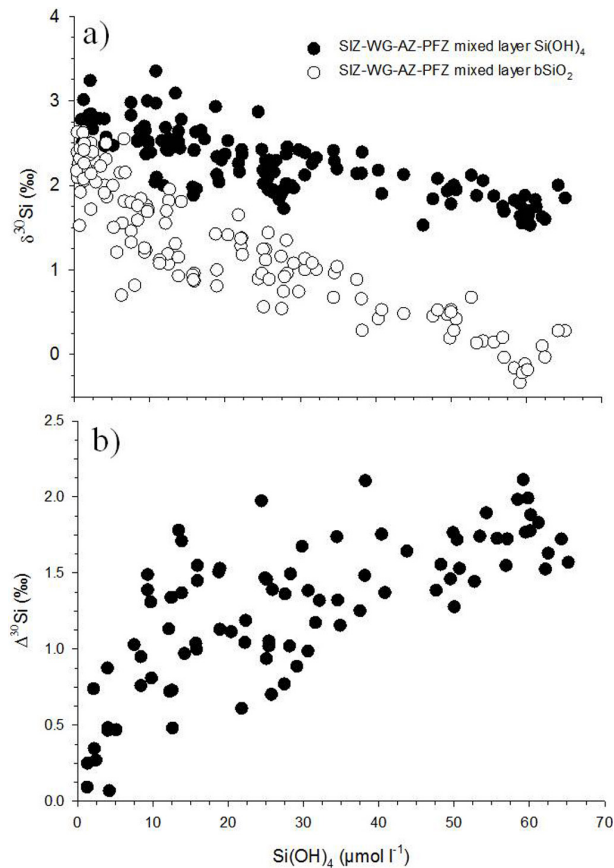 a)
SIZ-WG-AZ-PFZ mixed layer Si(OH)₄
SIZ-WG-AZ-PFZ mixed layer bSiO₂
4
3
2
1
0
δ³⁰Si (‰)
b)
2.5
2.0
1.5
1.0
0.5
0.0
Δ³⁰Si (‰)
0 10 20 30 40 50 60 70
Si(OH)₄ (µmol l⁻¹)